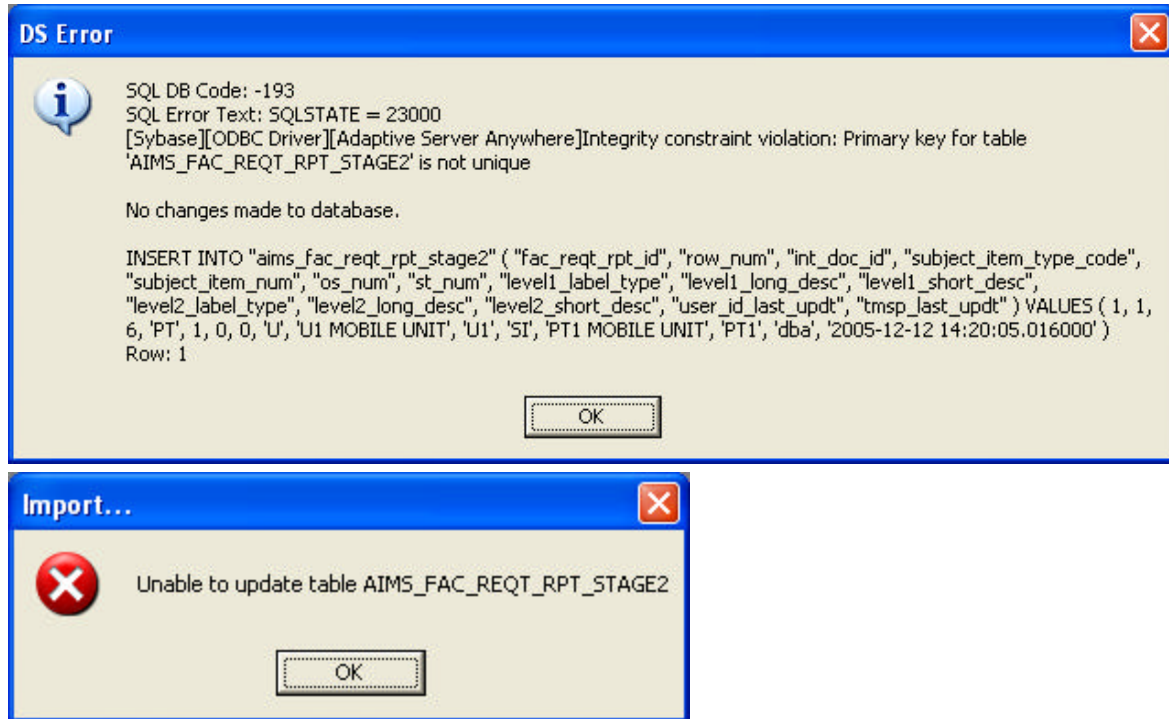 DS Error
SQL DB Code: -193
SQL Error Text: SQLSTATE = 23000
[Sybase][ODBC Driver][Adaptive Server Anywhere]Integrity constraint violation: Primary key for table
'AIMS_FAC_REQT_RPT_STAGE2' is not unique
No changes made to database.
INSERT INTO "aims_fac_reqt_rpt_stage2" ( "fac_reqt_rpt_id", "row_num", "int_doc_id", "subject_item_type_code",
"subject_item_num", "os_num", "st_num", "level1_label_type", "level1_long_desc", "level1_short_desc",
"level2_label_type", "level2_long_desc", "level2_short_desc", "user_id_last_updt", "tmsp_last_updt" ) VALUES ( 1, 1,
6, 'PT', 1, 0, 0, 'U', 'U1 MOBILE UNIT', 'U1', 'SI', 'PT1 MOBILE UNIT', 'PT1', 'dba', '2005-12-12 14:20:05.016000' )
Row: 1
OK
Import...
Unable to update table AIMS_FAC_REQT_RPT_STAGE2
OK